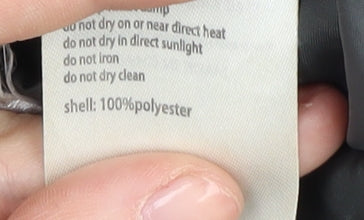 do not dry on or near direct heat
do not dry in direct sunlight
do not iron
do not dry clean
shell: 100%polyester